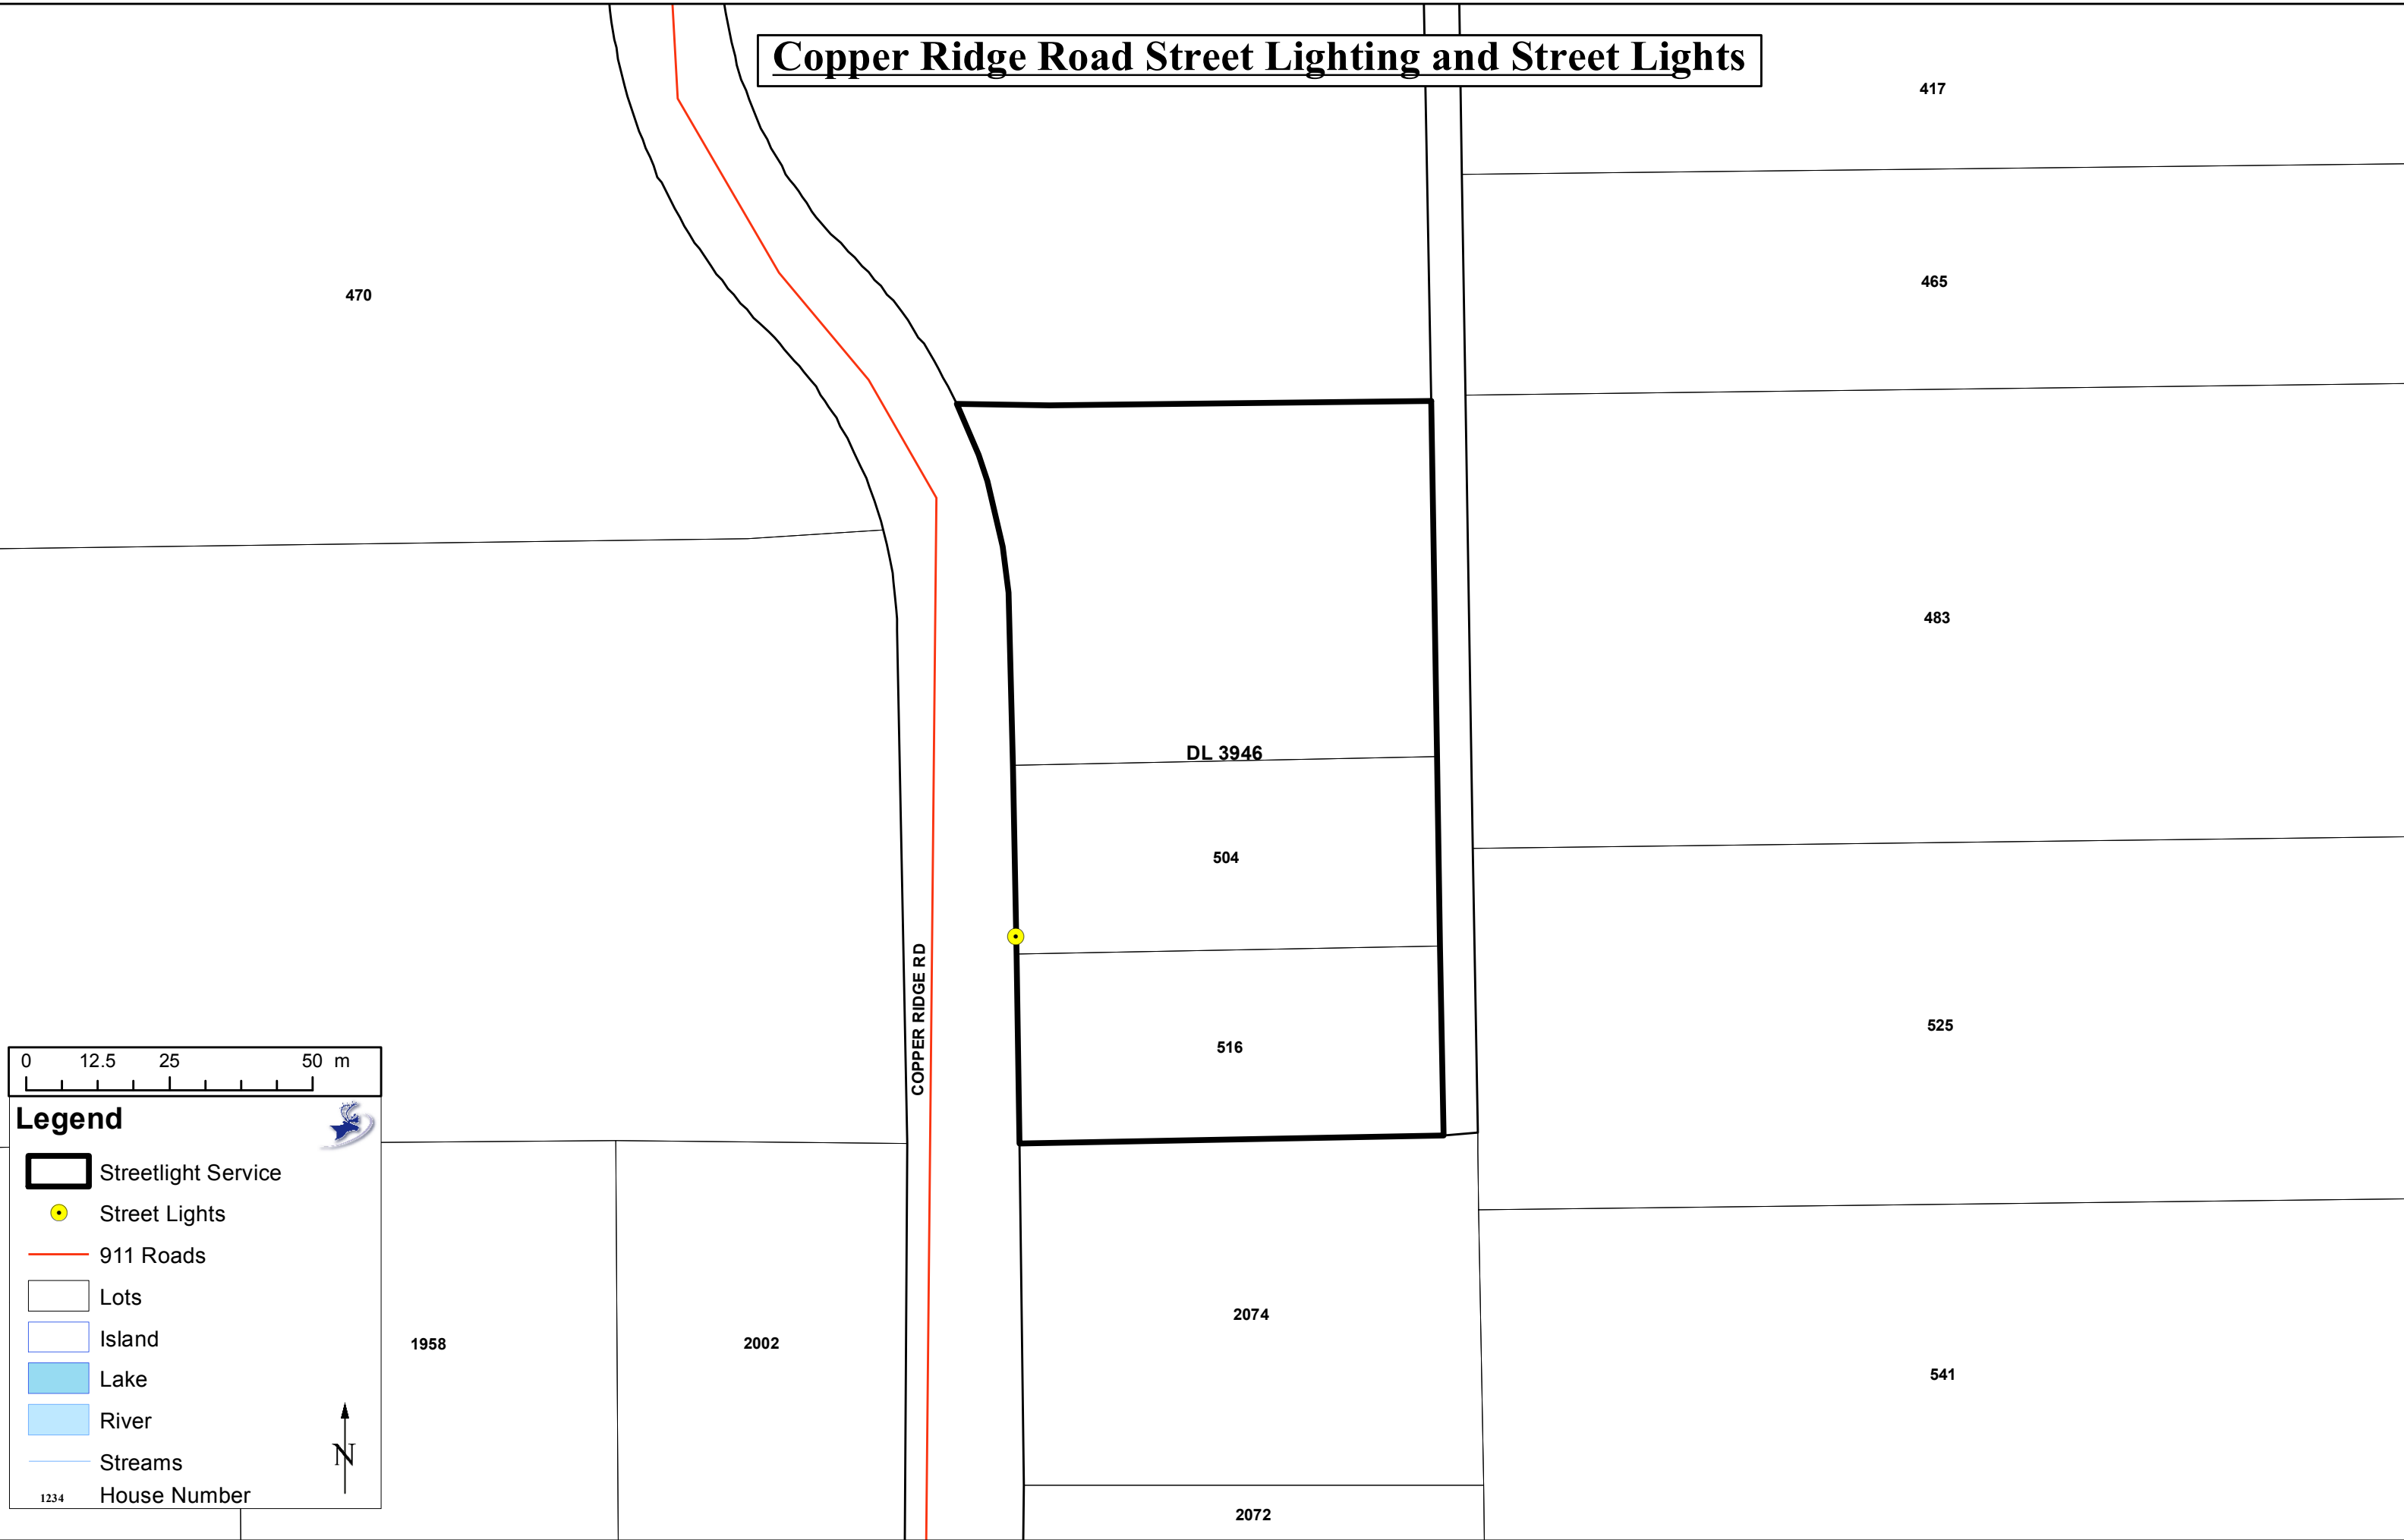 Copper Ridge Road Street Lighting and Street Lights
417
465
470
483
DL 3946
504
COPPER RIDGE RD
516
525
0 12.5 25 50 m
Legend
Streetlight Service
Street Lights
911 Roads
Lots
Island
Lake
River
Streams
1234 House Number
N
1958
2002
2074
541
2072